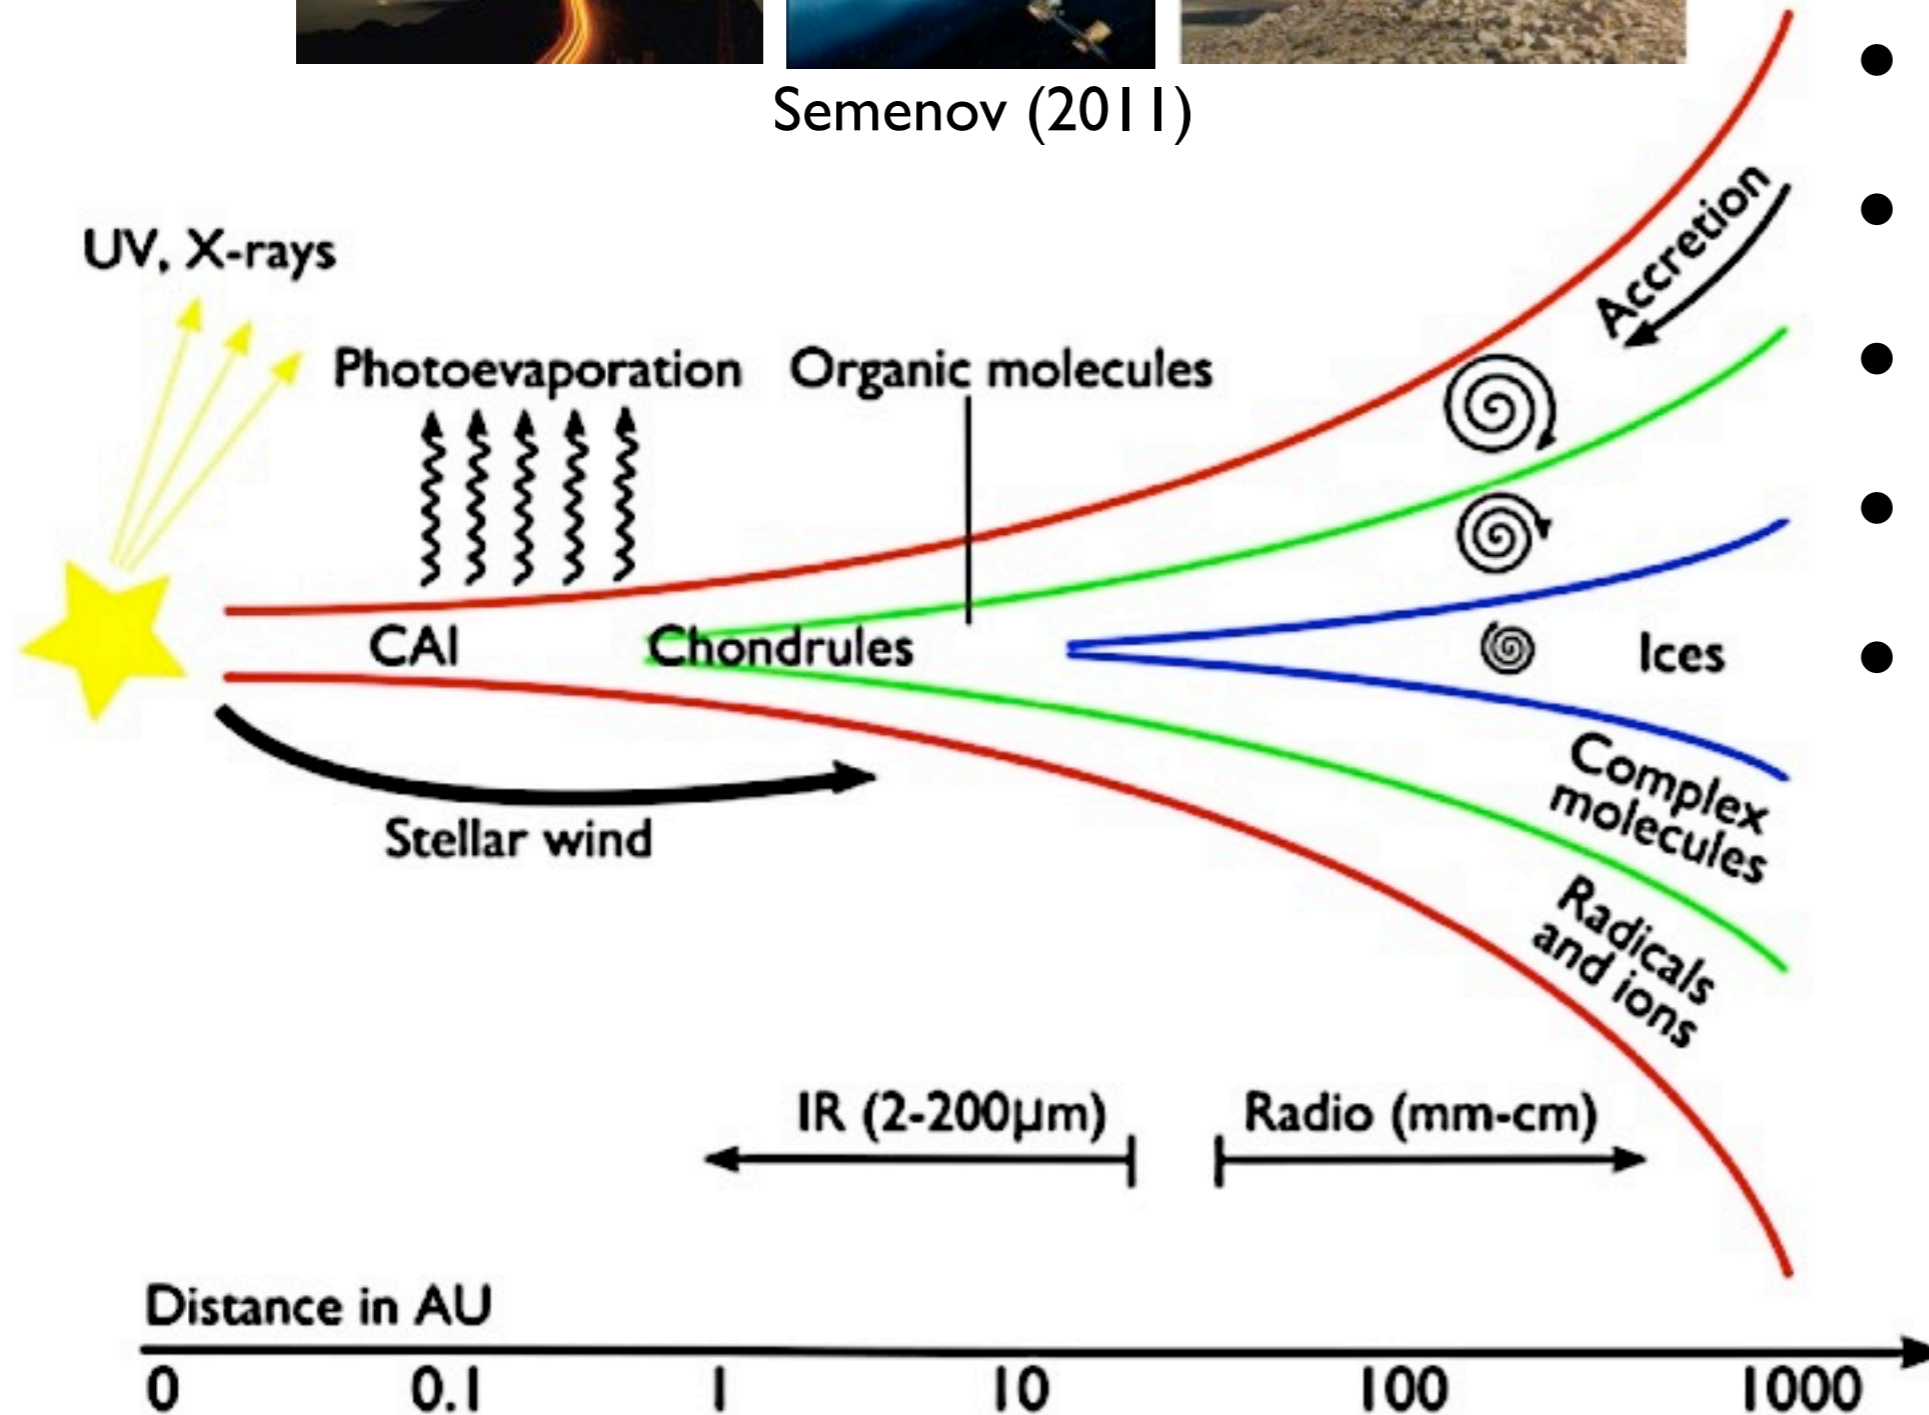 Semenov (2011)
UV, X-rays
Accretion
Photoevaporation
Organic molecules
CAI
Chondrules
Ices
Stellar wind
Complex
molecules
Radicals
and ions
IR (2-200µm)
Radio (mm-cm)
Distance in AU
0 0.1 1 10 100 1000